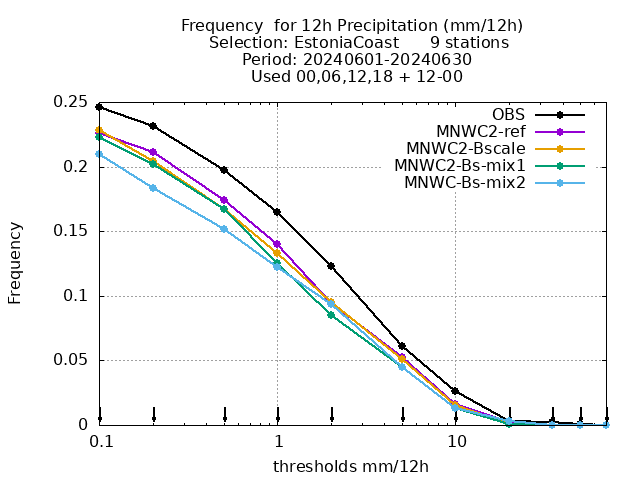 Frequency  for 12h Precipitation (mm/12h)
Selection: EstoniaCoast      9 stations
Period: 20240601-20240630
Used 00,06,12,18 + 12-00
OBS
MNWC2-ref
MNWC2-Bscale
MNWC2-Bs-mix1
MNWC-Bs-mix2
Frequency
0.25
0.2
0.15
0.1
0.05
0
0.1 1 10
thresholds mm/12h